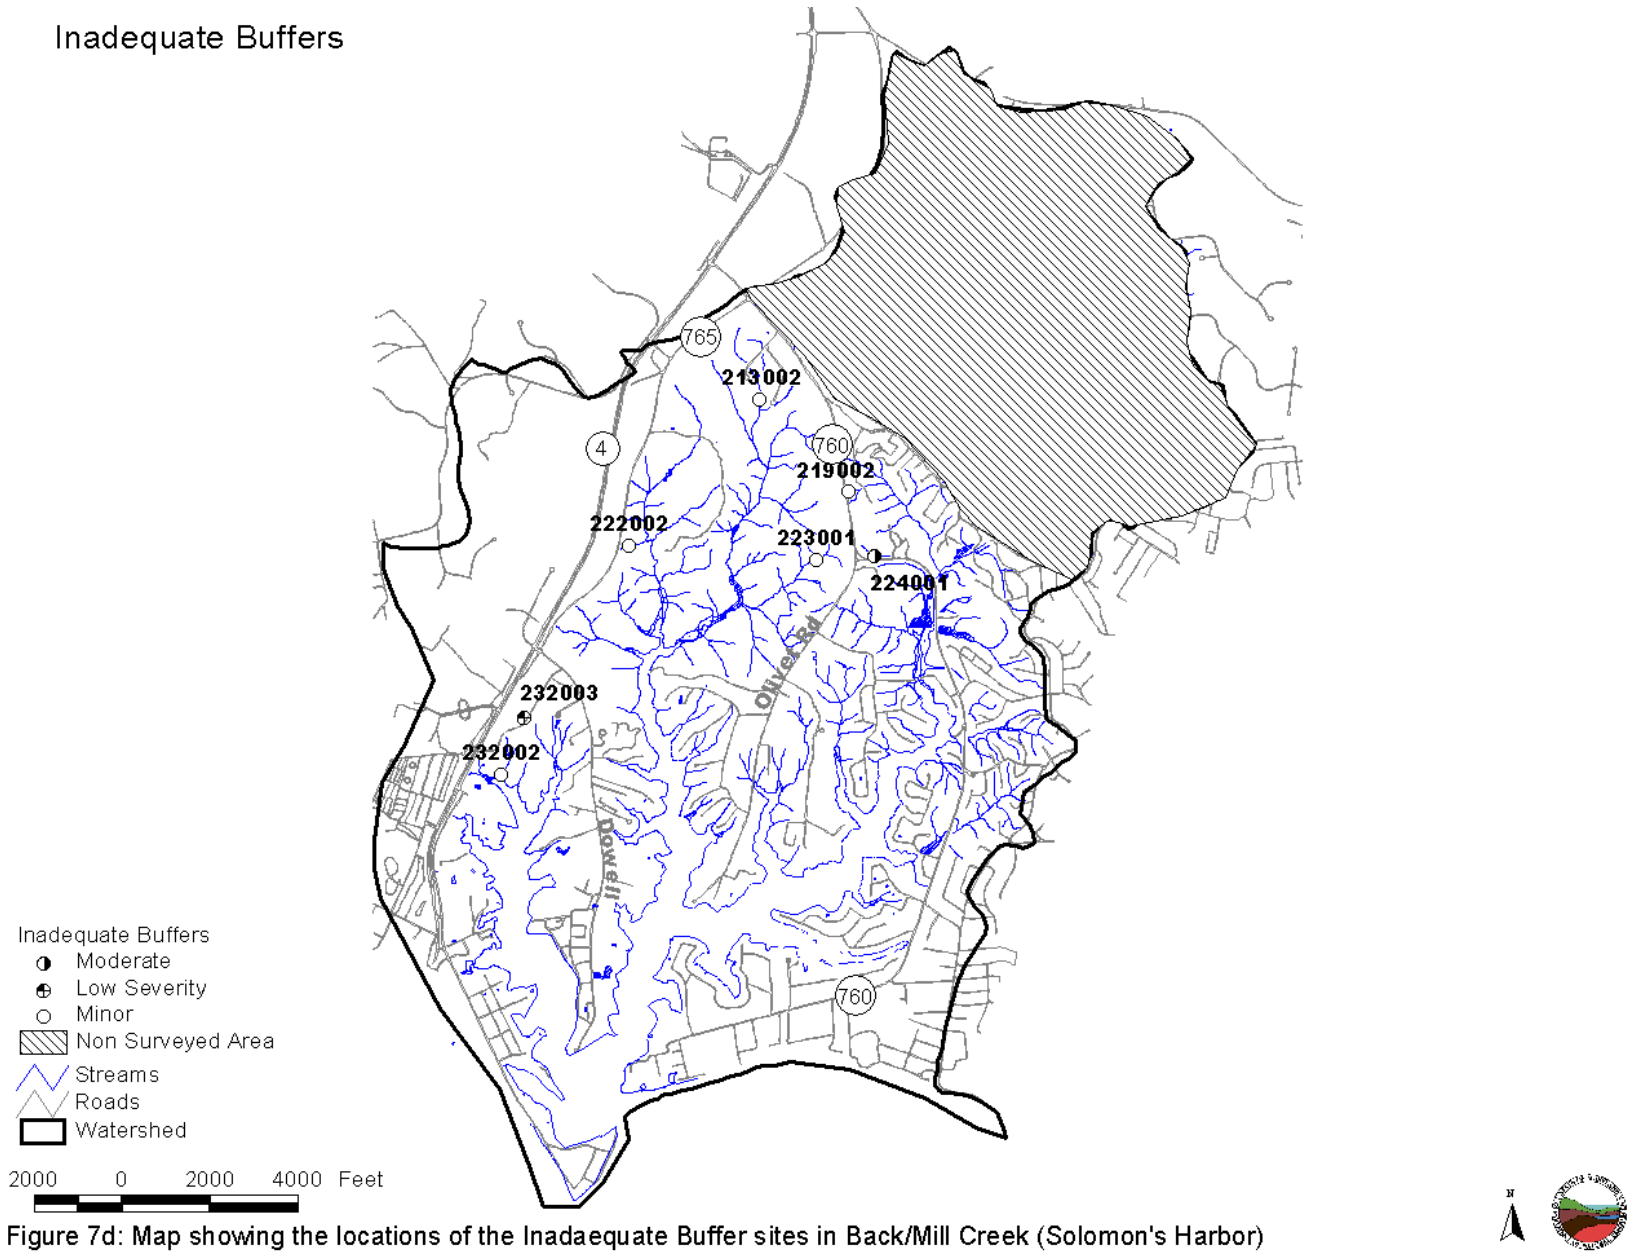 Inadequate Buffers
765
213002
4
760
219002
222002
223001
224001
Olivet Rd
232003
232002
Dowell
760
Inadequate Buffers
Moderate
Low Severity
Minor
Non Surveyed Area
Streams
Roads
Watershed
2000 0 2000 4000 Feet
N
Figure 7d: Map showing the locations of the Inadaequate Buffer sites in Back/Mill Creek (Solomon's Harbor)